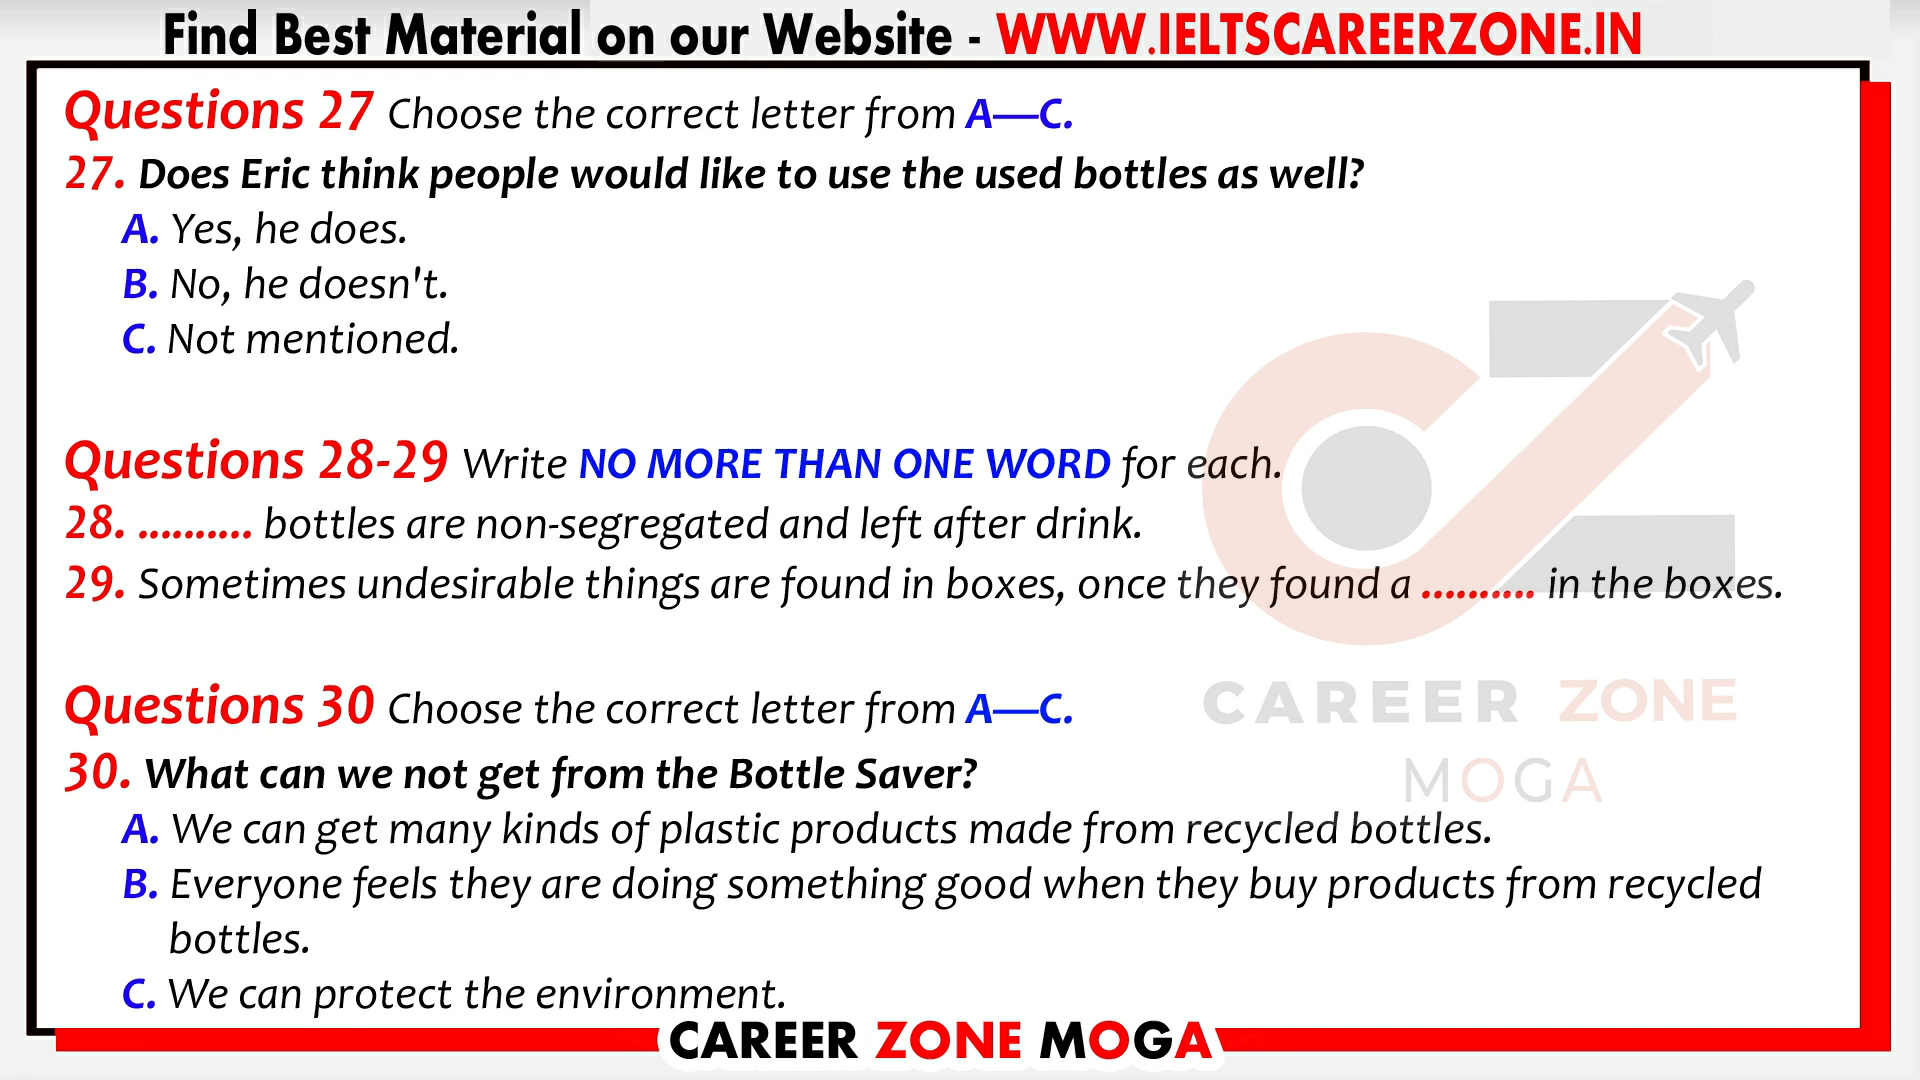 Find Best Material on our Website - WWW.IELTSCAREERZONE.IN
Questions 27 Choose the correct letter from A—C.
27. Does Eric think people would like to use the used bottles as well?
A. Yes, he does.
B. No, he doesn't.
C. Not mentioned.
Questions 28-29 Write NO MORE THAN ONE WORD for each.
28. .......... bottles are non-segregated and left after drink.
29. Sometimes undesirable things are found in boxes, once they found a .......... in the boxes.
Questions 30 Choose the correct letter from A—C.
30. What can we not get from the Bottle Saver?
A. We can get many kinds of plastic products made from recycled bottles.
B. Everyone feels they are doing something good when they buy products from recycled
bottles.
C. We can protect the environment.
CAREER ZONE
MOGA
CAREER ZONE MOGA